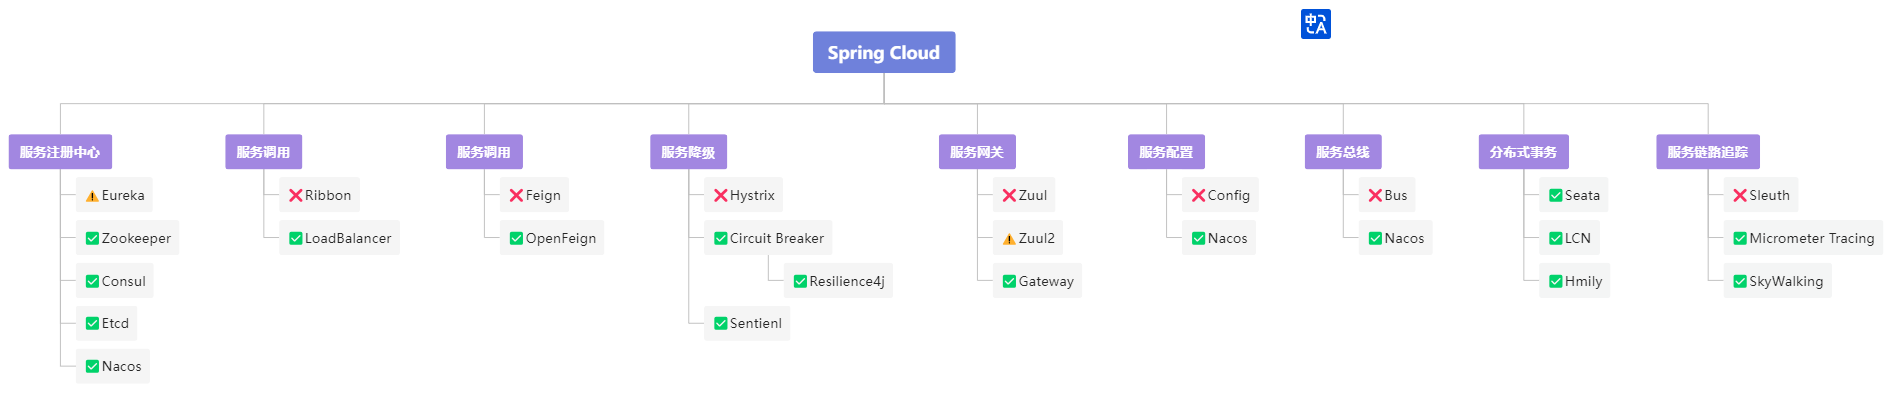 中
A
Spring Cloud
服务注册中心
Eureka
Zookeeper
Consul
Etcd
Nacos
服务调用
Ribbon
LoadBalancer
服务调用
Feign
OpenFeign
服务降级
Hystrix
Circuit Breaker
Resilience4j
Sentienl
服务网关
Zuul
Zuul2
Gateway
服务配置
Config
Nacos
服务总线
Bus
Nacos
分布式事务
Seata
LCN
Hmily
服务链路追踪
Sleuth
Micrometer Tracing
SkyWalking